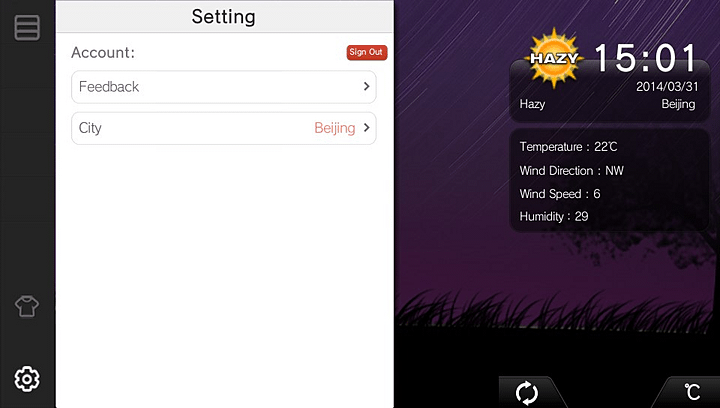 Setting
Account:
Sign Out
Feedback
City Beijing
HAZY
15:01
2014/03/31
Hazy Beijing
Temperature : 22℃
Wind Direction : NW
Wind Speed : 6
Humidity : 29
℃